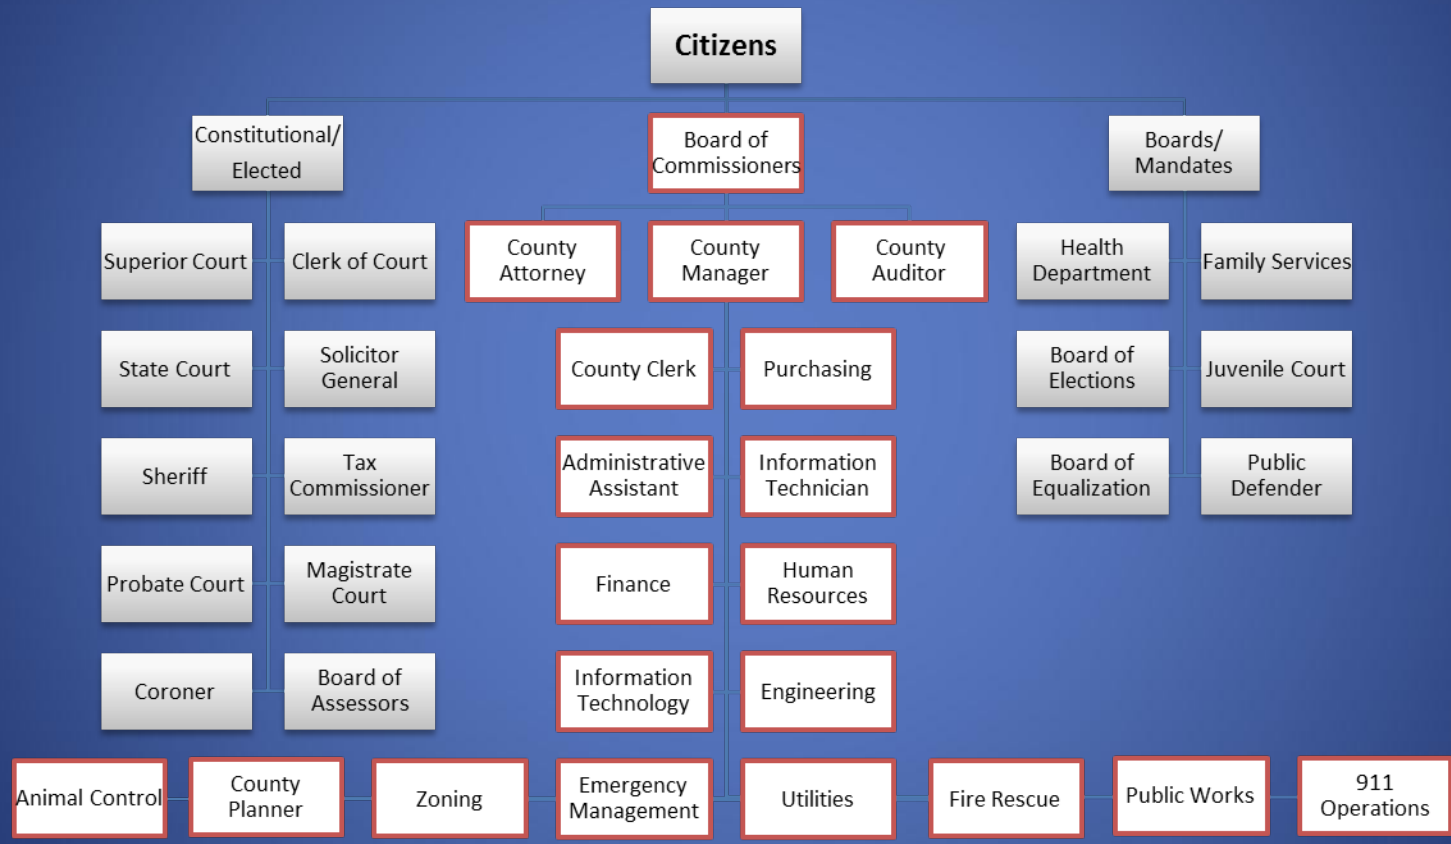 Citizens
Constitutional/
Elected
Board of
Commissioners
Boards/
Mandates
Superior Court
Clerk of Court
County
Attorney
County
Manager
County
Auditor
Health
Department
Family Services
State Court
Solicitor
General
County Clerk
Purchasing
Board of
Elections
Juvenile Court
Sheriff
Tax
Commissioner
Administrative
Assistant
Information
Technician
Board of
Equalization
Public
Defender
Probate Court
Magistrate
Court
Finance
Human
Resources
Coroner
Board of
Assessors
Information
Technology
Engineering
Animal Control
County
Planner
Zoning
Emergency
Management
Utilities
Fire Rescue
Public Works
911
Operations